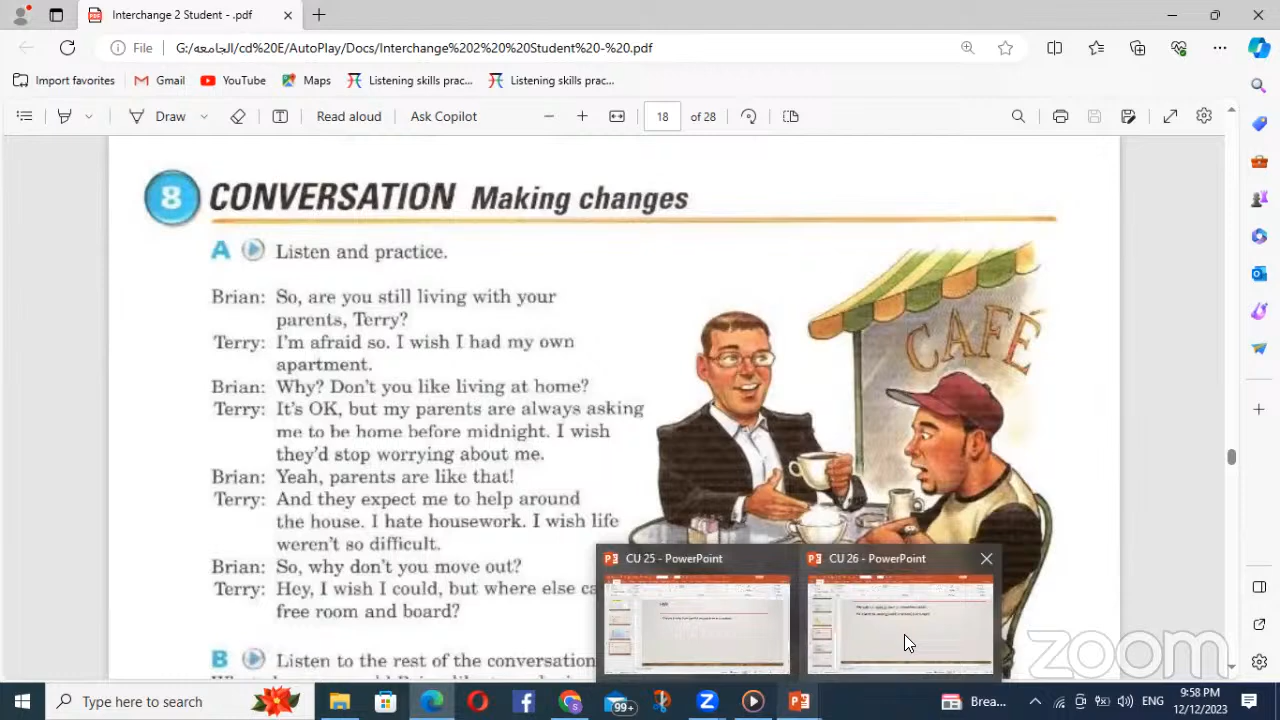 Interchange 2 Student - .pdf
File
G:/الجامعه/cd%20E/AutoPlay/Docs/Interchange%202%20%20Student%20-%20.pdf
Import favorites
Gmail
YouTube
Maps
Listening skills prac...
Listening skills prac...
Draw
Read aloud
Ask Copilot
18
of 28
8 CONVERSATION Making changes
A Listen and practice.
Brian: So, are you still living with your
parents, Terry?
Terry: I'm afraid so. I wish I had my own
apartment.
Brian: Why? Don't you like living at home?
Terry: It's OK, but my parents are always asking
me to be home before midnight. I wish
they'd stop worrying about me.
Brian: Yeah, parents are like that!
Terry: And they expect me to help around
the house. I hate housework. I wish life
weren't so difficult.
Brian: So, why don't you move out?
Terry: Hey, I wish I could, but where else ca
free room and board?
B Listen to the rest of the conversation
CAFÉ
CU 25 - PowerPoint
CU 26 - PowerPoint
zoom
Type here to search
99+
Brea...
ENG
9:58 PM
12/12/2023